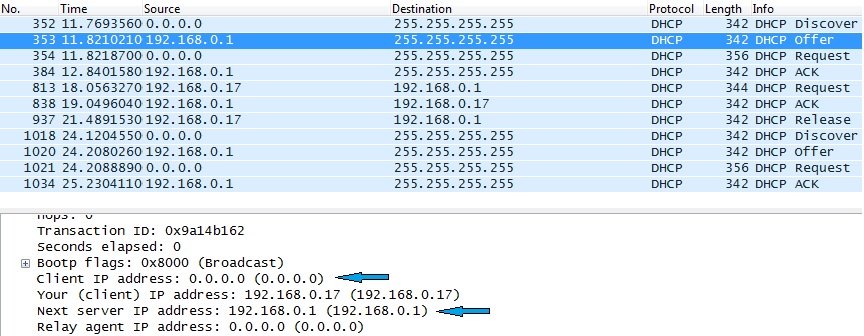 No. Time Source Destination Protocol Length Info
352 11.7693560 0.0.0.0 255.255.255.255 DHCP 342 DHCP Discover
353 11.8210210 192.168.0.1 255.255.255.255 DHCP 342 DHCP Offer
354 11.8218700 0.0.0.0 255.255.255.255 DHCP 356 DHCP Request
384 12.8401580 192.168.0.1 255.255.255.255 DHCP 342 DHCP ACK
813 18.0563270 192.168.0.17 192.168.0.1 DHCP 344 DHCP Request
838 19.0496040 192.168.0.1 192.168.0.17 DHCP 342 DHCP ACK
937 21.4891530 192.168.0.17 192.168.0.1 DHCP 342 DHCP Release
1018 24.1204550 0.0.0.0 255.255.255.255 DHCP 342 DHCP Discover
1020 24.2080260 192.168.0.1 255.255.255.255 DHCP 342 DHCP Offer
1021 24.2088890 0.0.0.0 255.255.255.255 DHCP 356 DHCP Request
1034 25.2304110 192.168.0.1 255.255.255.255 DHCP 342 DHCP ACK
Hops: 0
Transaction ID: 0x9a14b162
Seconds elapsed: 0
Bootp flags: 0x8000 (Broadcast)
Client IP address: 0.0.0.0 (0.0.0.0)
Your (client) IP address: 192.168.0.17 (192.168.0.17)
Next server IP address: 192.168.0.1 (192.168.0.1)
Relay agent IP address: 0.0.0.0 (0.0.0.0)